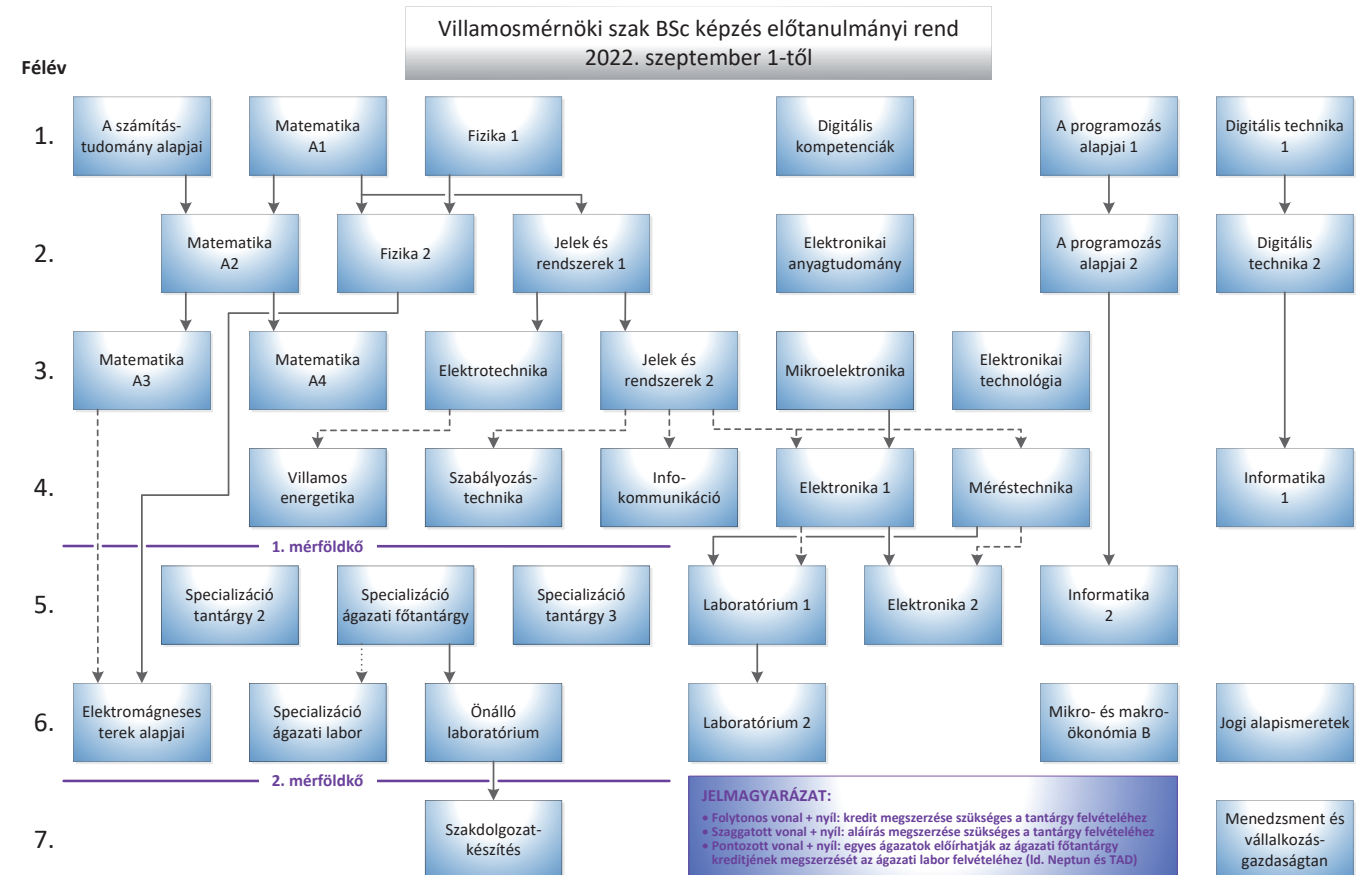 Villamosmérnöki szak BSc képzés előtanulmányi rend
2022. szeptember 1-től
Félév
1.
A számítás-
tudomány alapjai
Matematika
A1
Fizika 1
Digitális
kompetenciák
A programozás
alapjai 1
Digitális technika
1
2.
Matematika
A2
Fizika 2
Jelek és
rendszerek 1
Elektronikai
anyagtudomány
A programozás
alapjai 2
Digitális
technika 2
3.
Matematika
A3
Matematika
A4
Elektrotechnika
Jelek és
rendszerek 2
Mikroelektronika
Elektronikai
technológia
4.
Villamos
energetika
Szabályozás-
technika
Info-
kommunikáció
Elektronika 1
Méréstechnika
Informatika
1
1. mérföldkő
5.
Specializáció
tantárgy 2
Specializáció
ágazati főtantárgy
Specializáció
tantárgy 3
Laboratórium 1
Elektronika 2
Informatika
2
6.
Elektromágneses
terek alapjai
Specializáció
ágazati labor
Önálló
laboratórium
Laboratórium 2
Mikro- és makro-
ökonómia B
Jogi alapismeretek
2. mérföldkő
7.
Szakdolgozat-
készítés
JELMAGYARÁZAT:
• Folytonos vonal + nyíl: kredit megszerzése szükséges a tantárgy felvételéhez
• Szaggatott vonal + nyíl: aláírás megszerzése szükséges a tantárgy felvételéhez
• Pontozott vonal + nyíl: egyes ágazatok előírhatják az ágazati főtantárgy
kreditjének megszerzését az ágazati labor felvételéhez (ld. Neptun és TAD)
Menedzsment és
vállalkozás-
gazdaságtan